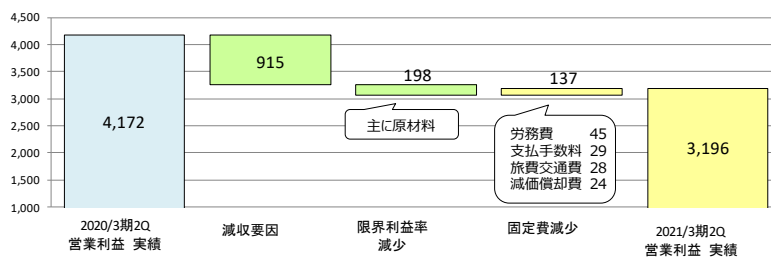 4,500
4,000
3,500
3,000
2,500
2,000
1,500
1,000
4,172
915
198
137
3,196
主に原材料
労務費 45
支払手数料 29
旅費交通費 28
減価償却費 24
2020/3期2Q
営業利益 実績
減収要因
限界利益率
減少
固定費減少
2021/3期2Q
営業利益 実績